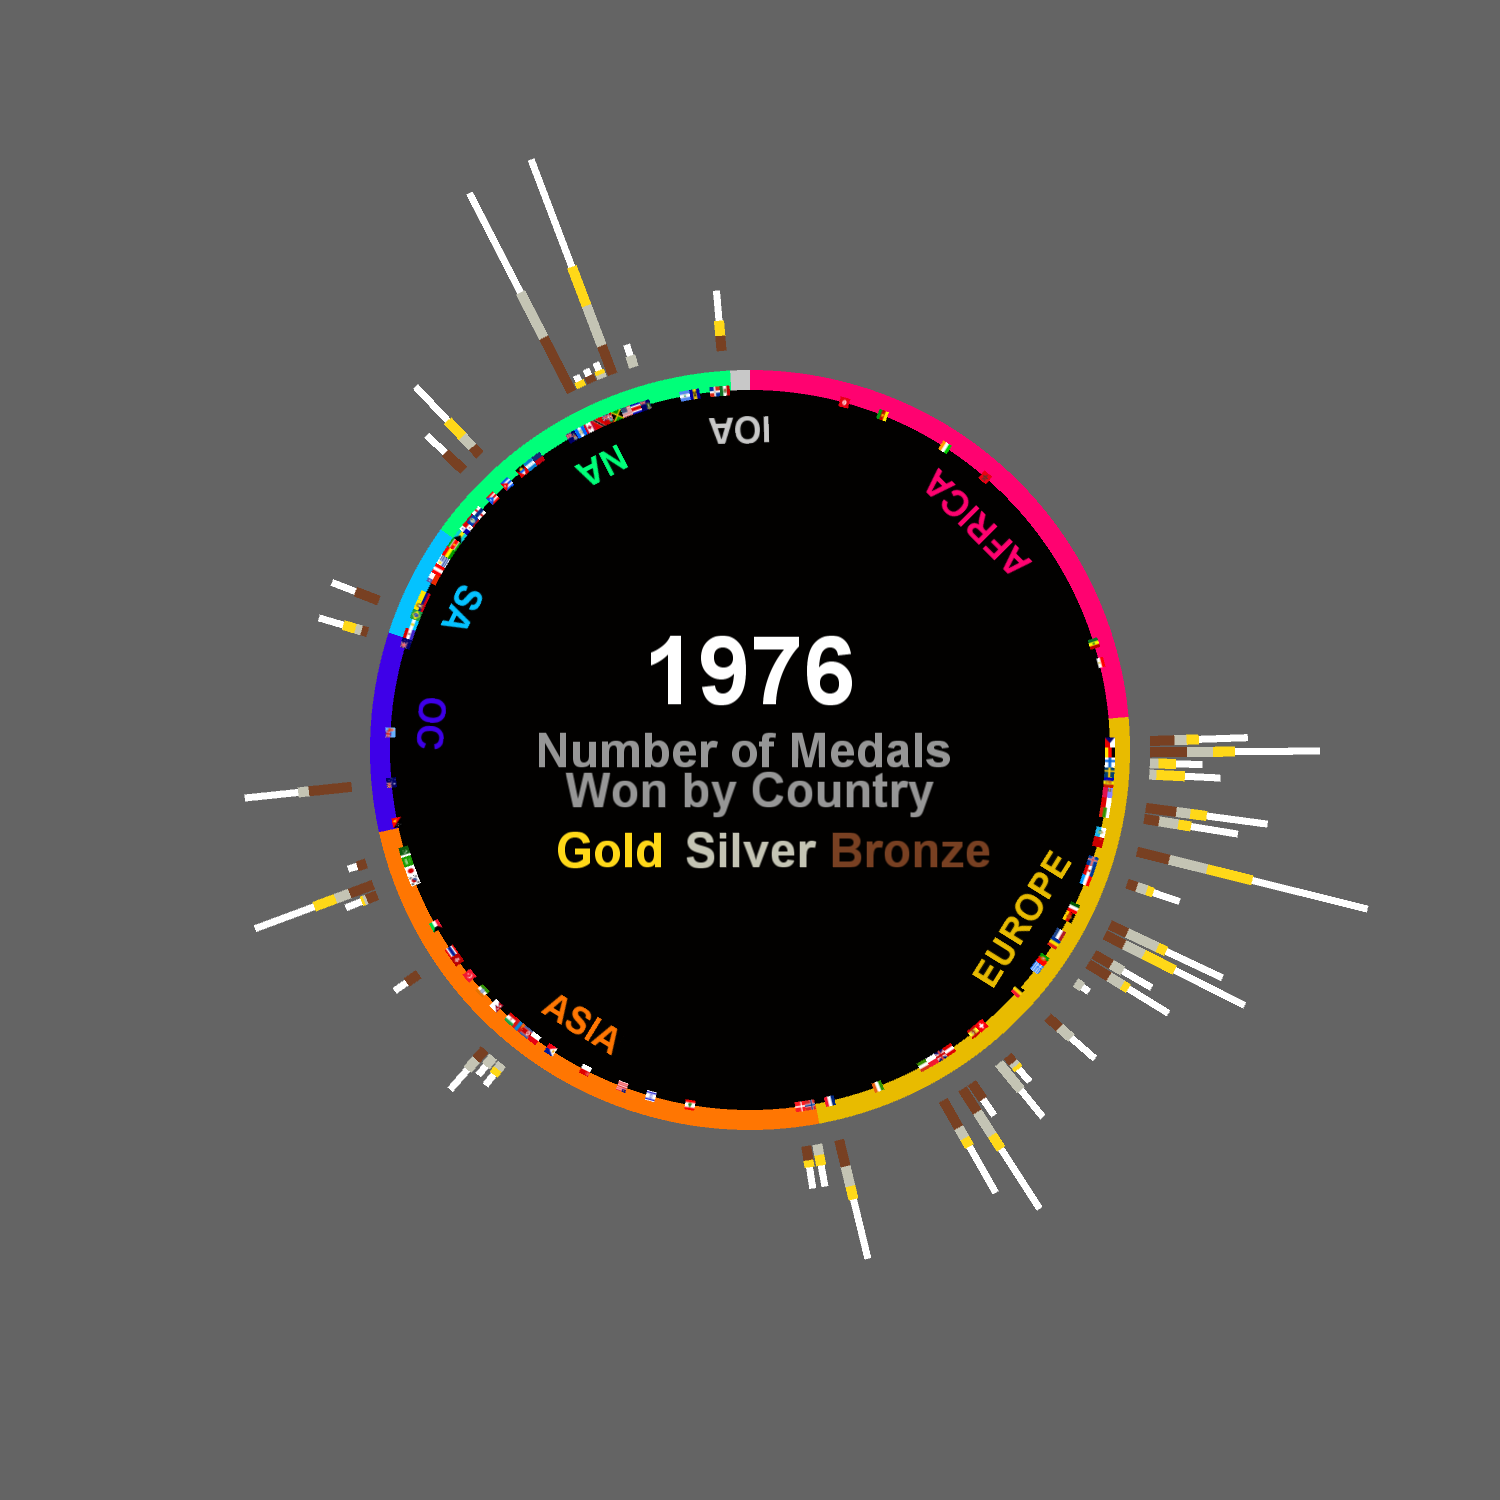 1976
Number of Medals
Won by Country
Gold Silver Bronze
IOA
AFRICA
EUROPE
ASIA
OC
SA
NA